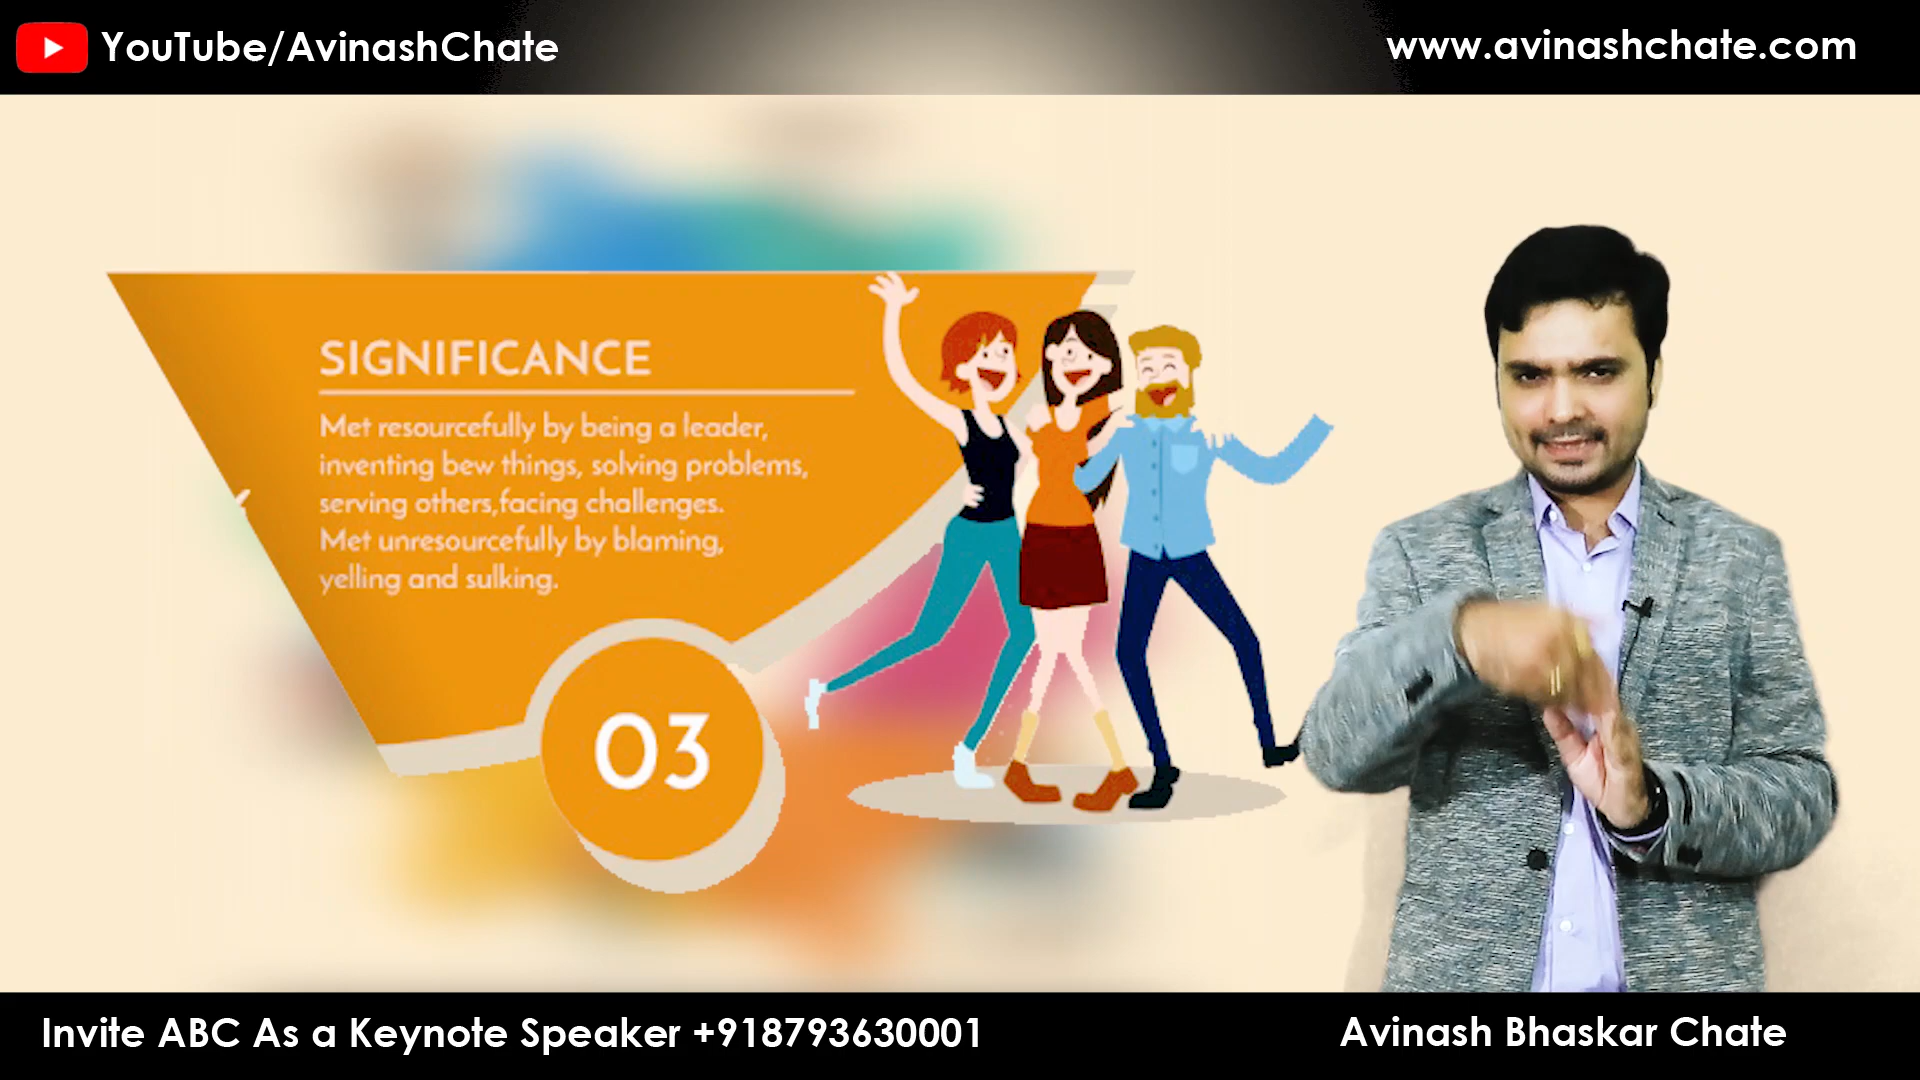 YouTube/AvinashChate
www.avinashchate.com
SIGNIFICANCE
Met resourcefully by being a leader,
inventing bew things, solving problems,
serving others,facing challenges.
Met unresourcefully by blaming,
yelling and sulking.
03
Invite ABC As a Keynote Speaker +918793630001
Avinash Bhaskar Chate